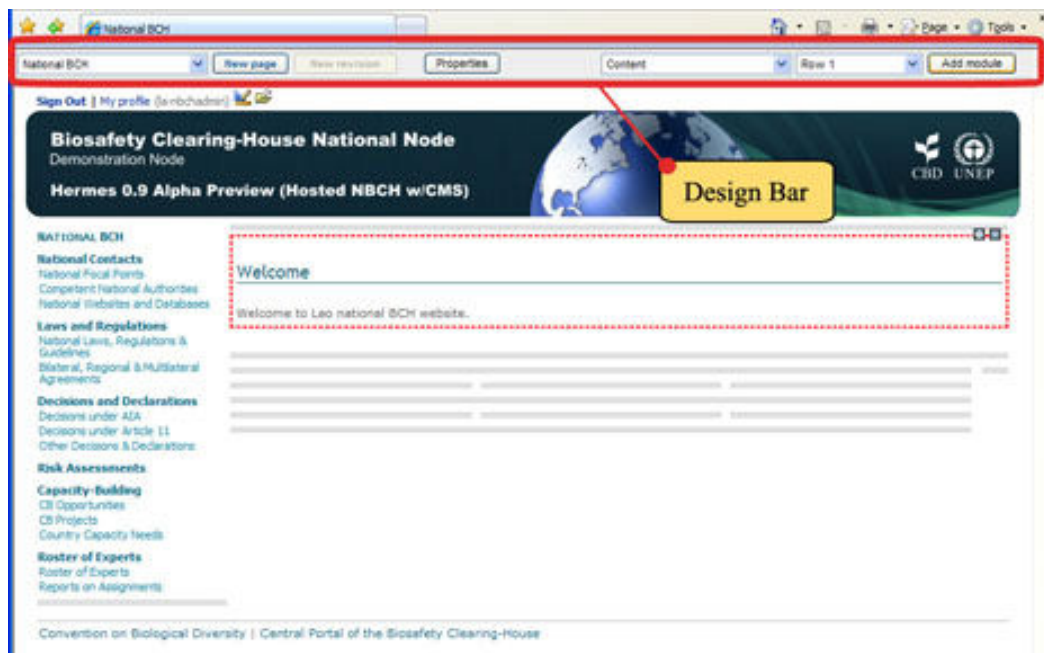 National BCH
Page Tools
National BCH New page New revision Properties Content Row 1 Add module
Sign Out | My profile
Biosafety Clearing-House National Node
Demonstration Node
Hermes 0.9 Alpha Preview (Hosted NBCH w/CMS)
CBD UNEP
Design Bar
NATIONAL BCH
National Contacts
National Focal Points
Competent National Authorities
National Websites and Databases
Laws and Regulations
National Laws, Regulations &
Guidelines
Bilateral, Regional & Multilateral
Agreements
Decisions and Declarations
Decisions under AIA
Decisions under Article 11
Other Decisions & Declarations
Risk Assessments
Capacity-Building
CB Opportunities
CB Projects
Country Capacity Needs
Roster of Experts
Roster of Experts
Reports on Assignments
Welcome
Welcome to Lao national BCH website.
Convention on Biological Diversity | Central Portal of the Biosafety Clearing-House